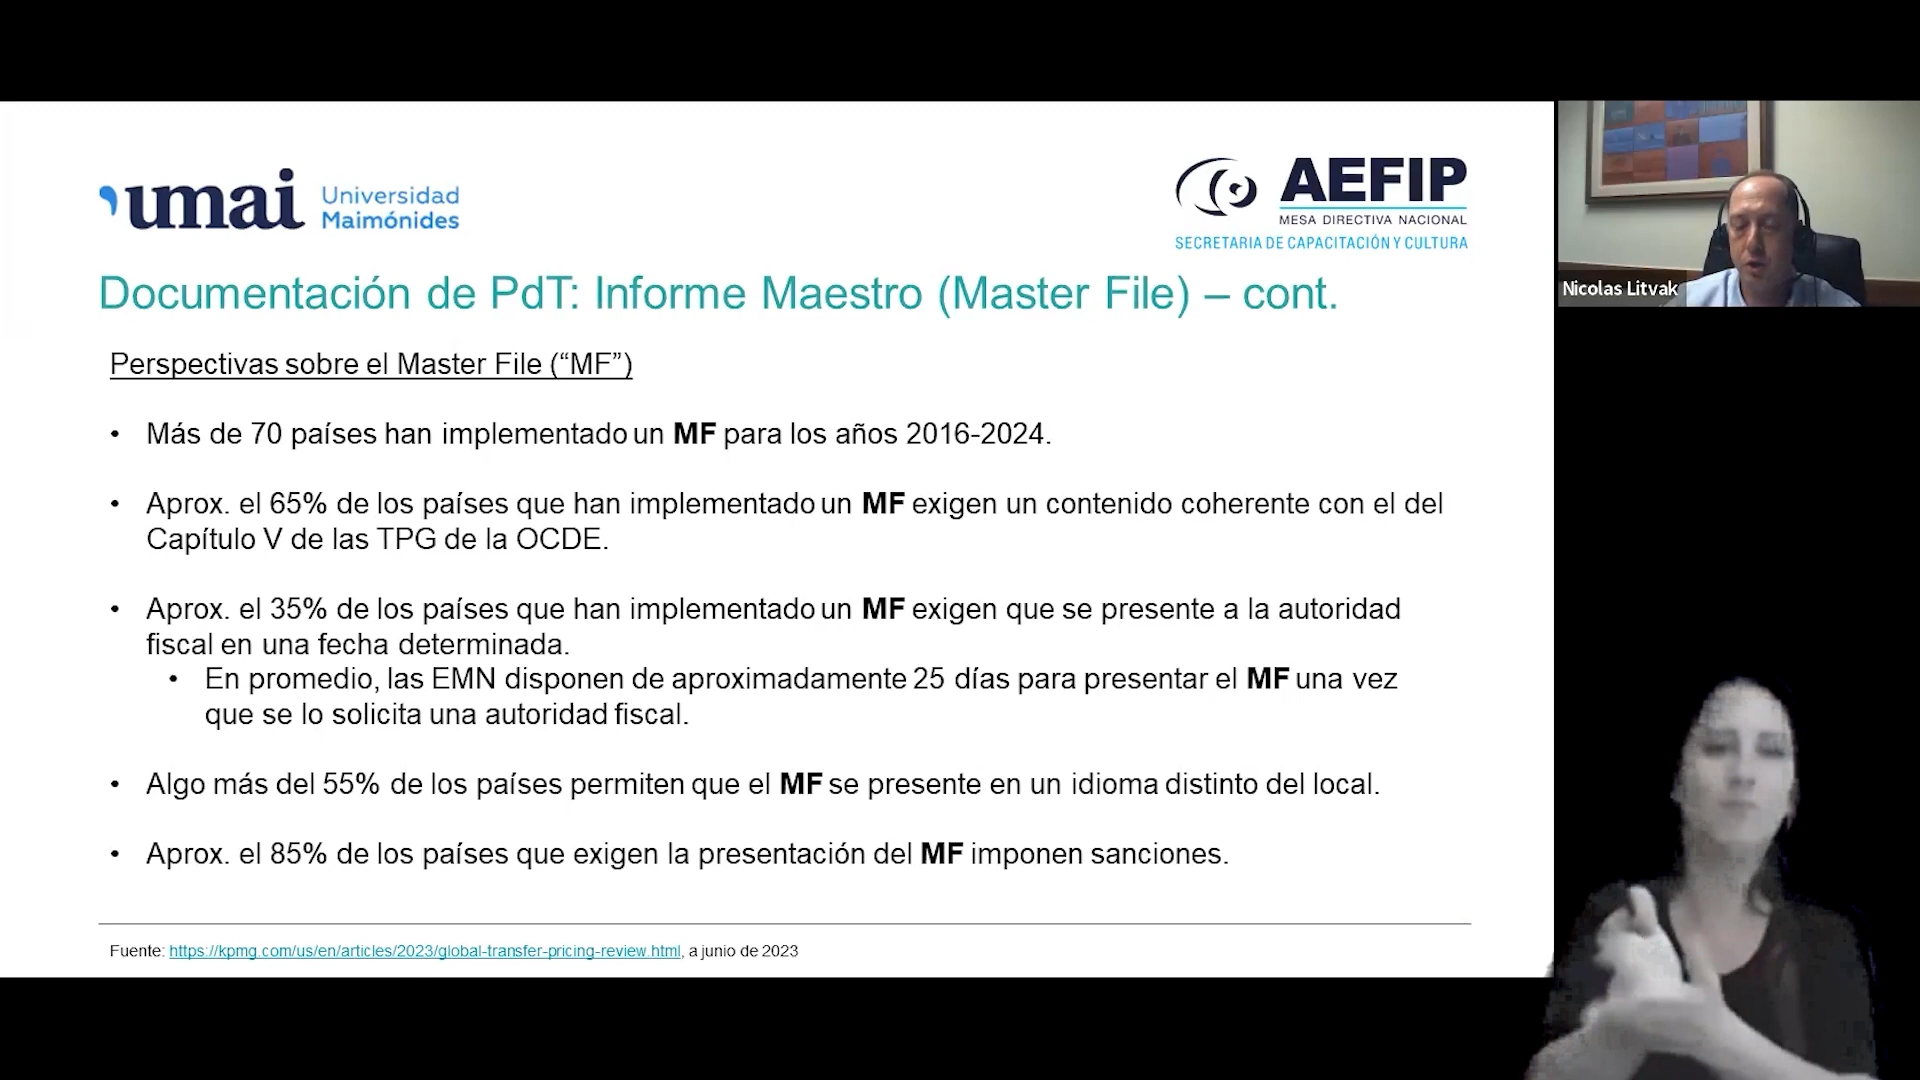 umai Universidad Maimónides
AEFIP
MESA DIRECTIVA NACIONAL
SECRETARIA DE CAPACITACIÓN Y CULTURA
Documentación de PdT: Informe Maestro (Master File) – cont.
Perspectivas sobre el Master File (“MF”)
• Más de 70 países han implementado un MF para los años 2016-2024.
• Aprox. el 65% de los países que han implementado un MF exigen un contenido coherente con el del
Capítulo V de las TPG de la OCDE.
• Aprox. el 35% de los países que han implementado un MF exigen que se presente a la autoridad
fiscal en una fecha determinada.
• En promedio, las EMN disponen de aproximadamente 25 días para presentar el MF una vez
que se lo solicita una autoridad fiscal.
• Algo más del 55% de los países permiten que el MF se presente en un idioma distinto del local.
• Aprox. el 85% de los países que exigen la presentación del MF imponen sanciones.
Fuente: https://kpmg.com/us/en/articles/2023/global-transfer-pricing-review.html, a junio de 2023
Nicolas Litvak